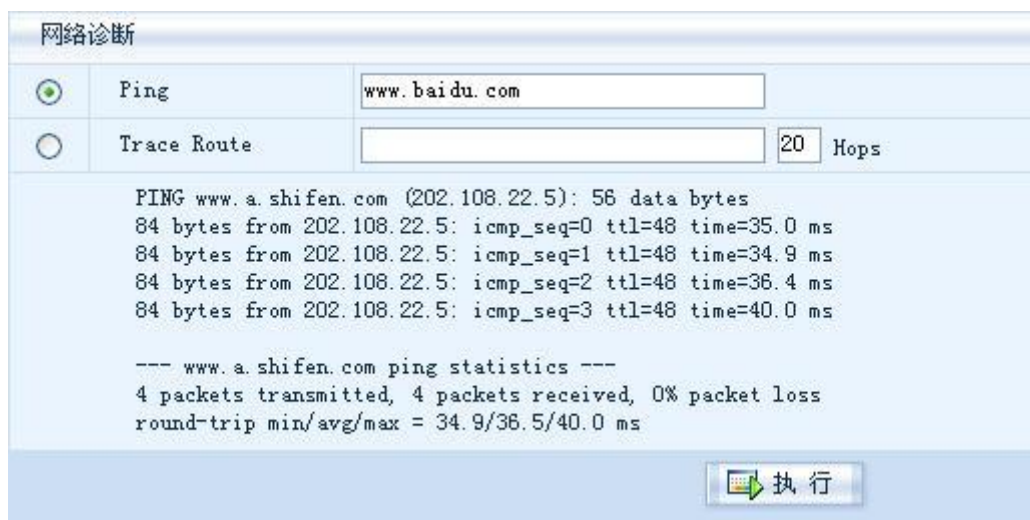 网络诊断
Ping www.baidu.com
Trace Route 20 Hops
PING www.a.shifen.com (202.108.22.5): 56 data bytes
84 bytes from 202.108.22.5: icmp_seq=0 ttl=48 time=35.0 ms
84 bytes from 202.108.22.5: icmp_seq=1 ttl=48 time=34.9 ms
84 bytes from 202.108.22.5: icmp_seq=2 ttl=48 time=36.4 ms
84 bytes from 202.108.22.5: icmp_seq=3 ttl=48 time=40.0 ms
--- www.a.shifen.com ping statistics ---
4 packets transmitted, 4 packets received, 0% packet loss
round-trip min/avg/max = 34.9/36.5/40.0 ms
执 行